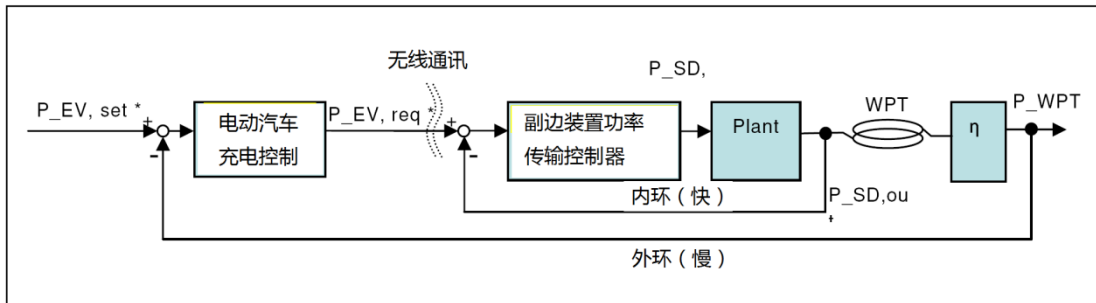 无线通讯
P_SD,
P_EV, set *
+
电动汽车
充电控制
P_EV, req *
+
副边装置功率
传输控制器
Plant
WPT
η
P_WPT
-
-
内环（快）
P_SD,ou
外环（慢）